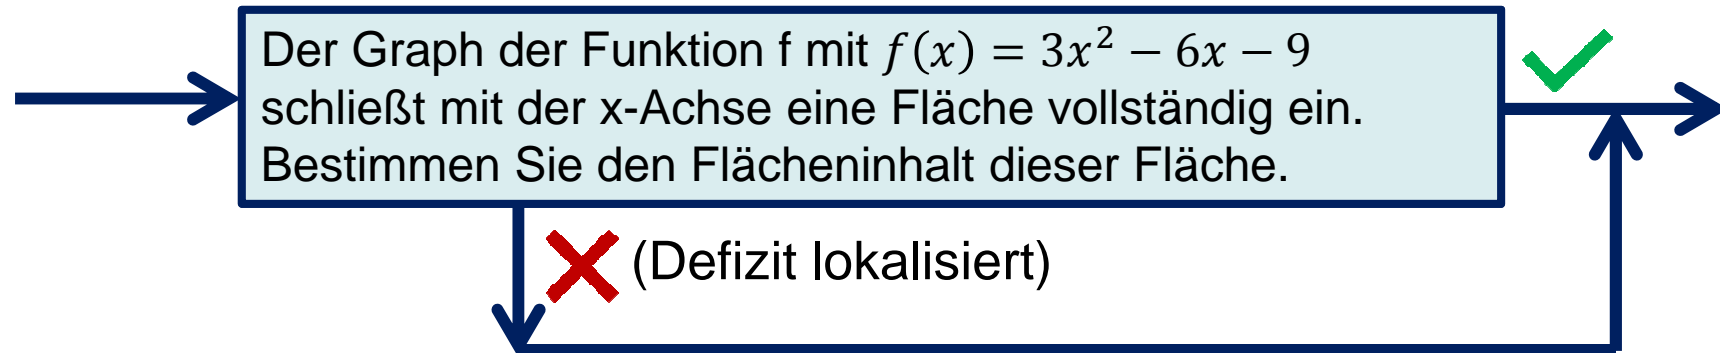 Der Graph der Funktion f mit f(x) = 3x² − 6x − 9
schließt mit der x-Achse eine Fläche vollständig ein.
Bestimmen Sie den Flächeninhalt dieser Fläche.
(Defizit lokalisiert)